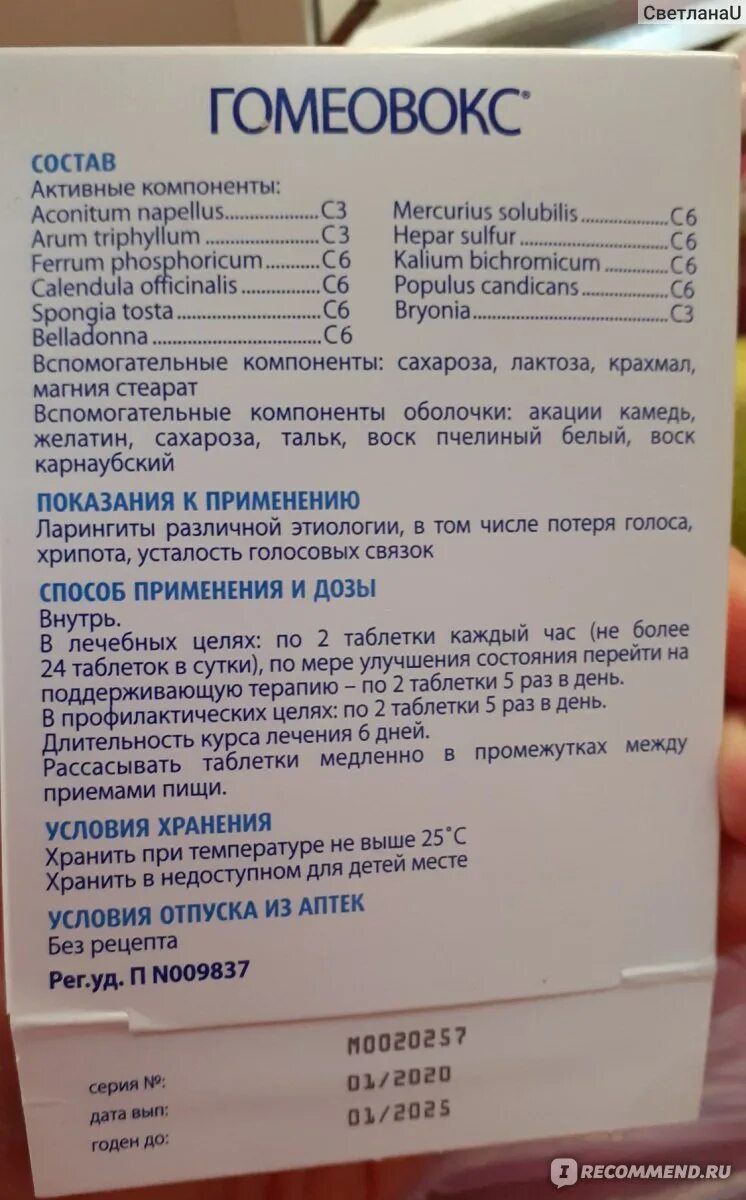 СветланаU
ГОМЕОВОКС®
СОСТАВ
Активные компоненты:
Aconitum napellus....................C3
Arum triphyllum ........................C3
Ferrum phosphoricum...........C6
Calendula officinalis ................C6
Spongia tosta ..............................C6
Belladonna ..................................C6
Mercurius solubilis..................C6
Hepar sulfur ...............................C6
Kalium bichromicum .............C6
Populus candicans..................C6
Bryonia.........................................C3
Вспомогательные компоненты: сахароза, лактоза, крахмал,
магния стеарат
Вспомогательные компоненты оболочки: акации камедь,
желатин, сахароза, тальк, воск пчелиный белый, воск
карнаубский
ПОКАЗАНИЯ К ПРИМЕНЕНИЮ
Ларингиты различной этиологии, в том числе потеря голоса,
хрипота, усталость голосовых связок
СПОСОБ ПРИМЕНЕНИЯ И ДОЗЫ
Внутрь.
В лечебных целях: по 2 таблетки каждый час (не более
24 таблеток в сутки), по мере улучшения состояния перейти на
поддерживающую терапию – по 2 таблетки 5 раз в день.
В профилактических целях: по 2 таблетки 5 раз в день.
Длительность курса лечения 6 дней.
Рассасывать таблетки медленно в промежутках между
приемами пищи.
УСЛОВИЯ ХРАНЕНИЯ
Хранить при температуре не выше 25˚С
Хранить в недоступном для детей месте
УСЛОВИЯ ОТПУСКА ИЗ АПТЕК
Без рецепта
Рег.уд. П N009837
M0020257
серия №: 01/2020
дата вып: 01/2025
годен до:
IRECOMMEND.RU